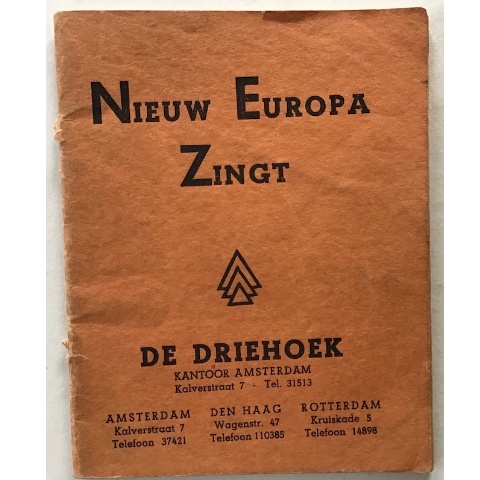 NIEUW EUROPA
ZINGT
DE DRIEHOEK
KANTOOR AMSTERDAM
Kalverstraat 7 - Tel. 31513
AMSTERDAM
Kalverstraat 7
Telefoon 37421
DEN HAAG
Wagenstr. 47
Telefoon 110385
ROTTERDAM
Kruiskade 5
Telefoon 14898